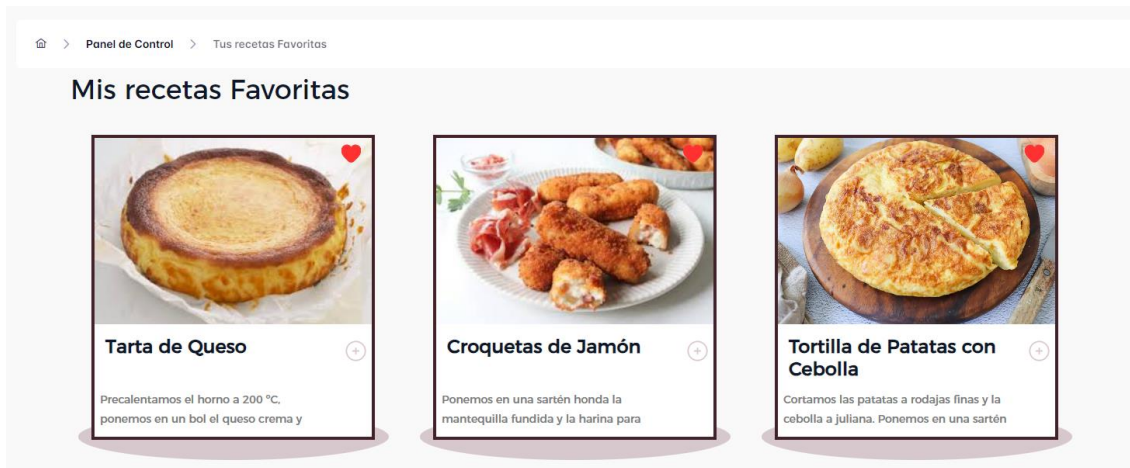 Panel de Control
Tus recetas Favoritas
Mis recetas Favoritas
Tarta de Queso
Precalentamos el horno a 200 °C,
ponemos en un bol el queso crema y
Croquetas de Jamón
Ponemos en una sartén honda la
mantequilla fundida y la harina para
Tortilla de Patatas con
Cebolla
Cortamos las patatas a rodajas finas y la
cebolla a juliana. Ponemos en una sartén